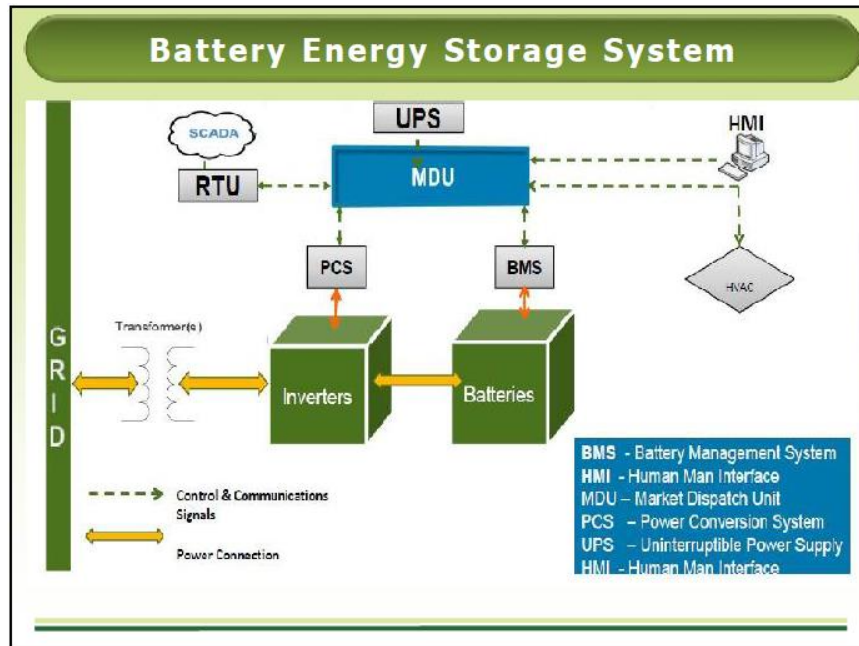 Battery Energy Storage System
SCADA
UPS
HMI
RTU
MDU
PCS
BMS
HVAC
GRID
Transformer(s)
Inverters
Batteries
Control & Communications
Signals
Power Connection
BMS - Battery Management System
HMI - Human Man Interface
MDU – Market Dispatch Unit
PCS – Power Conversion System
UPS – Uninterruptible Power Supply
HMI - Human Man Interface